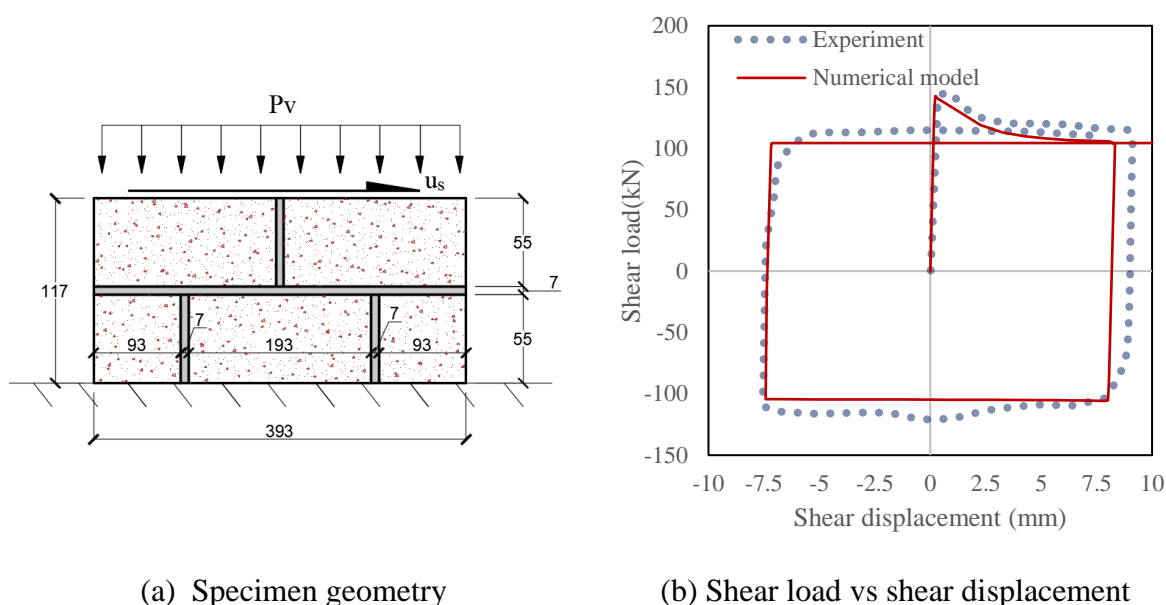 Pv
u_s
55
117
7
7
7
93
193
93
55
393
(a) Specimen geometry
200
150
100
50
0
-50
-100
-150
Shear load(kN)
Experiment
Numerical model
-10 -7.5 -5 -2.5 0 2.5 5 7.5 10
Shear displacement (mm)
(b) Shear load vs shear displacement